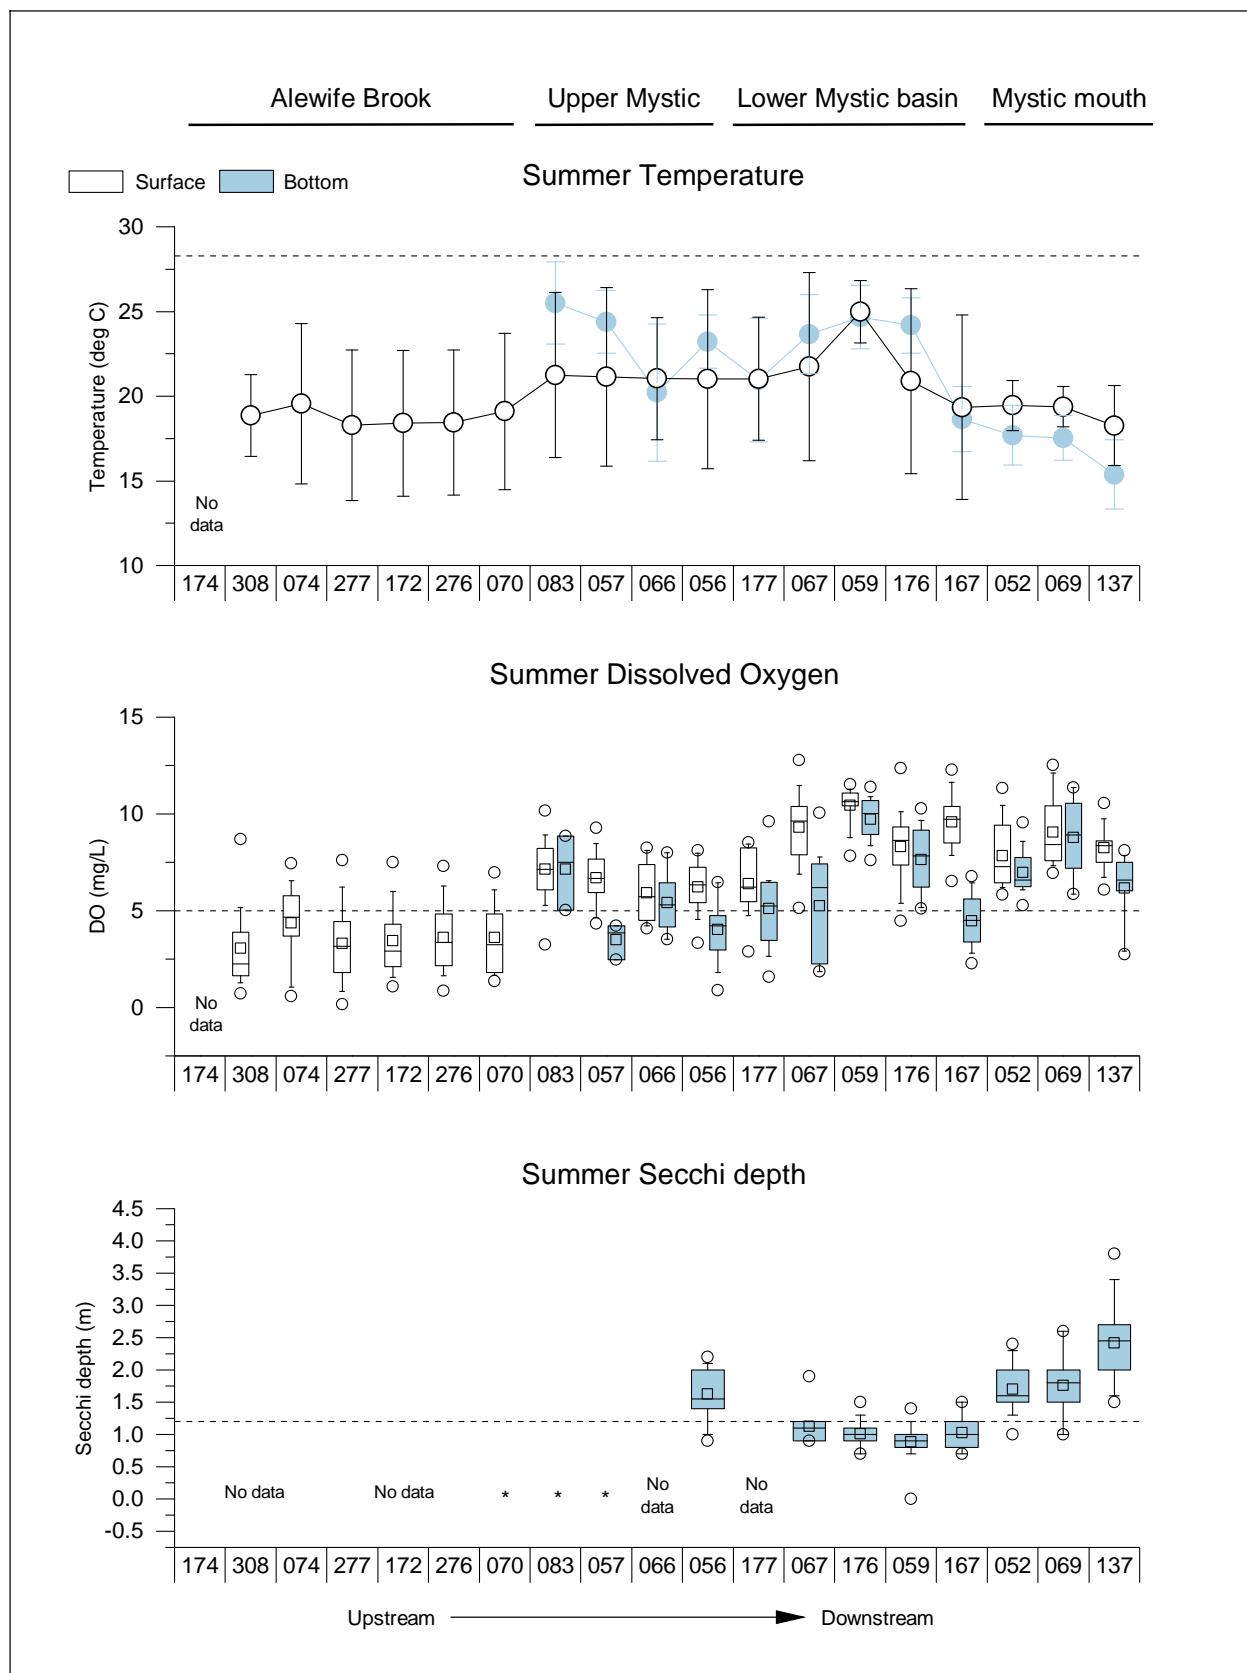 Alewife Brook Upper Mystic Lower Mystic basin Mystic mouth
Surface Bottom
Summer Temperature
30
25
20
15
10
Temperature (deg C)
No
data
174 308 074 277 172 276 070 083 057 066 056 177 067 059 176 167 052 069 137
Summer Dissolved Oxygen
15
10
5
0
DO (mg/L)
No
data
174 308 074 277 172 276 070 083 057 066 056 177 067 059 176 167 052 069 137
Summer Secchi depth
4.5
4.0
3.5
3.0
2.5
2.0
1.5
1.0
0.5
0.0
-0.5
Secchi depth (m)
No data No data * * * No data No data
174 308 074 277 172 276 070 083 057 066 056 177 067 176 059 167 052 069 137
Upstream Downstream